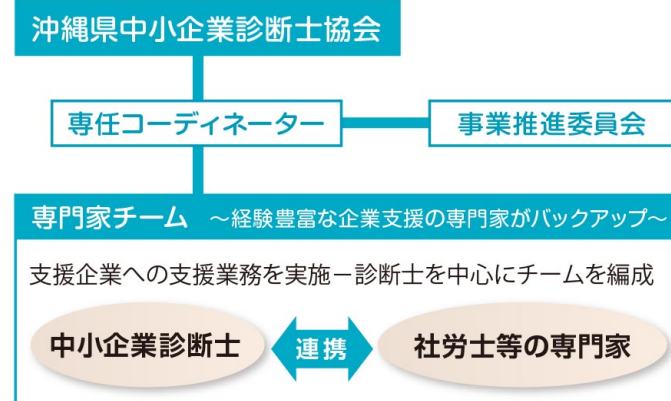 沖縄県中小企業診断士協会
専任コーディネーター
事業推進委員会
専門家チーム ～経験豊富な企業支援の専門家がバックアップ～
支援企業への支援業務を実施－診断士を中心にチームを編成
中小企業診断士
連携
社労士等の専門家